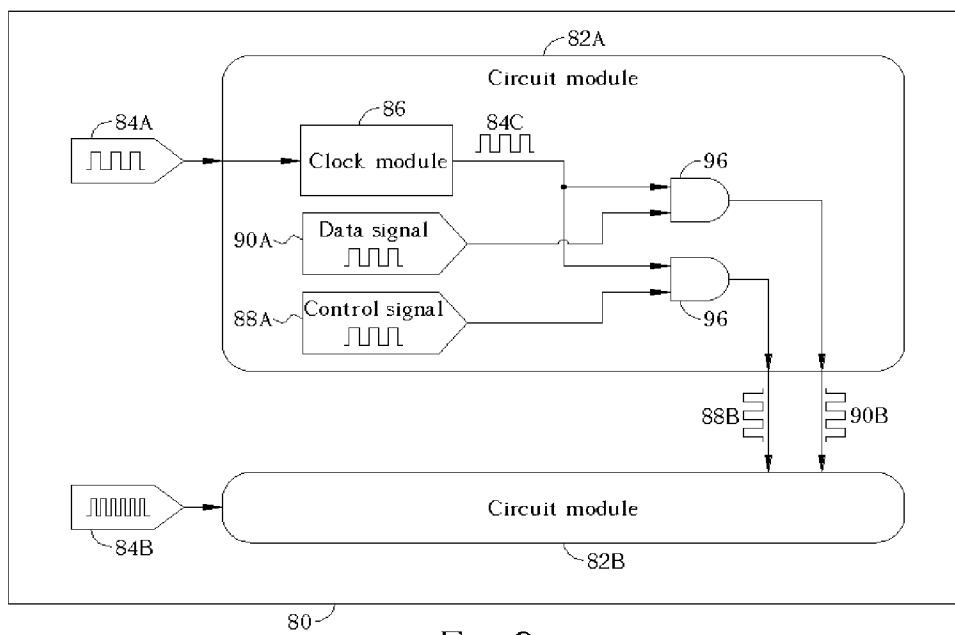 82A
Circuit module
84A
86
84C
Clock module
96
Data signal
90A
Control signal
88A
96
88B
90B
Circuit module
84B
82B
80